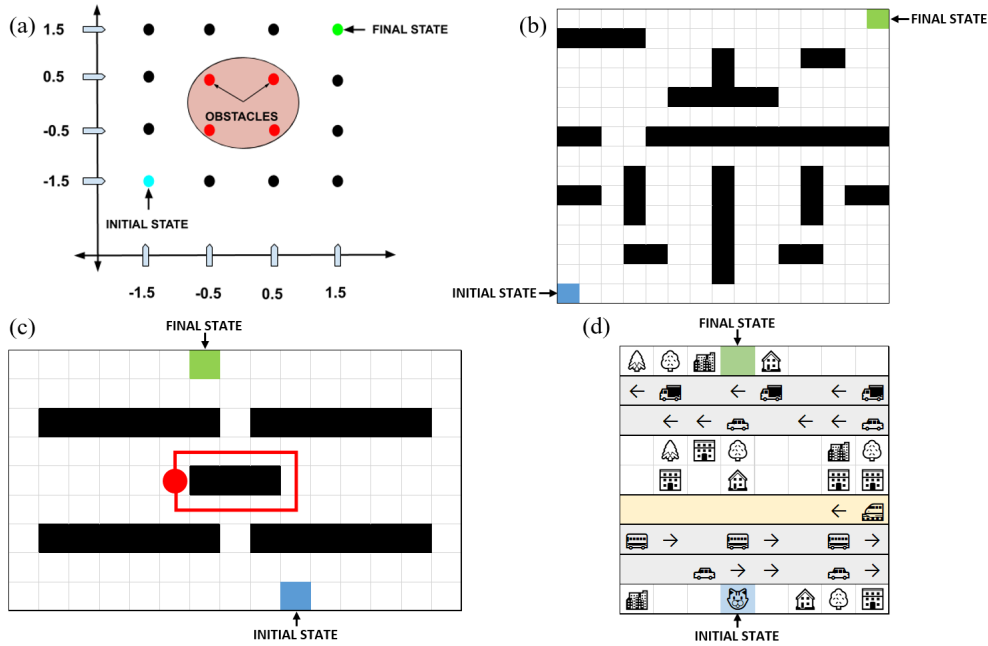 (a)
1.5
FINAL STATE
0.5
OBSTACLES
-0.5
-1.5
INITIAL STATE
-1.5 -0.5 0.5 1.5
(b)
FINAL STATE
INITIAL STATE
(c)
FINAL STATE
INITIAL STATE
(d)
FINAL STATE
INITIAL STATE